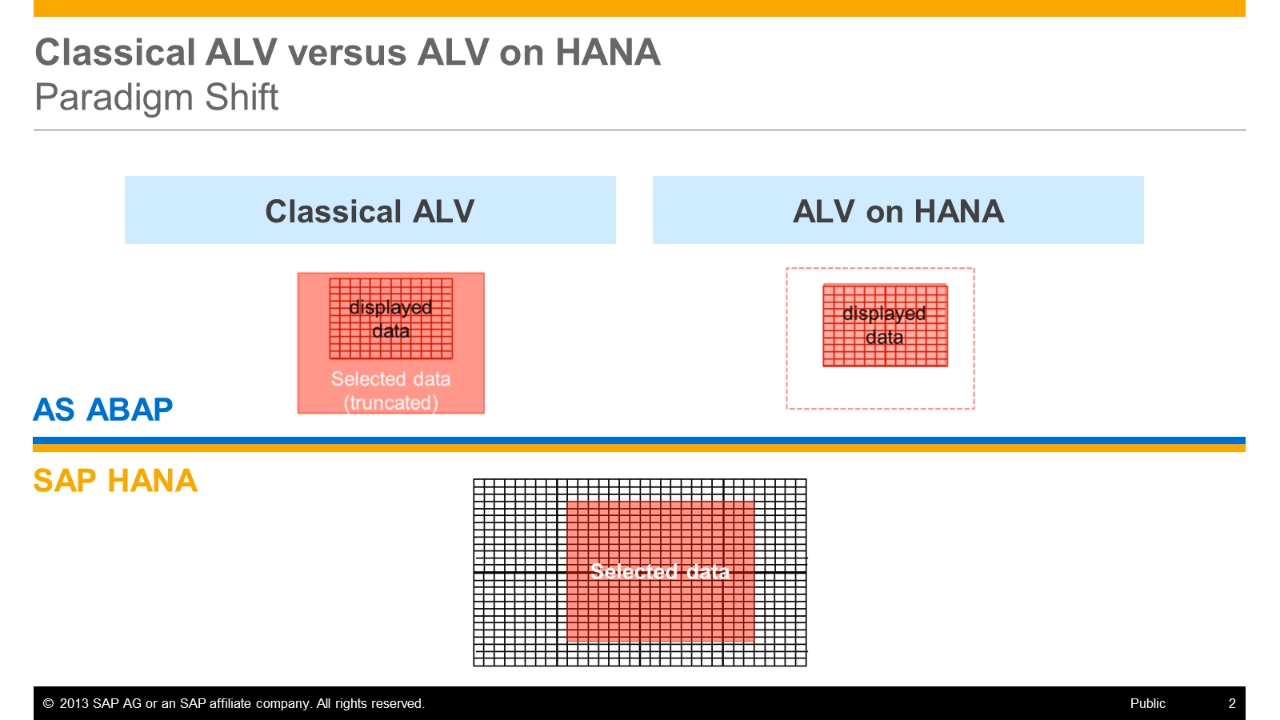 Classical ALV versus ALV on HANA
Paradigm Shift
Classical ALV
ALV on HANA
displayed
data
Selected data
(truncated)
displayed
data
AS ABAP
SAP HANA
Selected data
© 2013 SAP AG or an SAP affiliate company. All rights reserved.
Public
2